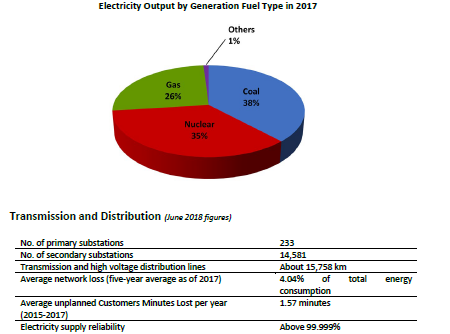 Electricity Output by Generation Fuel Type in 2017
Others
1%
Gas
26%
Coal
38%
Nuclear
35%
Transmission and Distribution (June 2018 figures)
No. of primary substations 233
No. of secondary substations 14,581
Transmission and high voltage distribution lines About 15,758 km
Average network loss (five-year average as of 2017) 4.04% of total energy
consumption
Average unplanned Customers Minutes Lost per year 1.57 minutes
(2015-2017)
Electricity supply reliability Above 99.999%